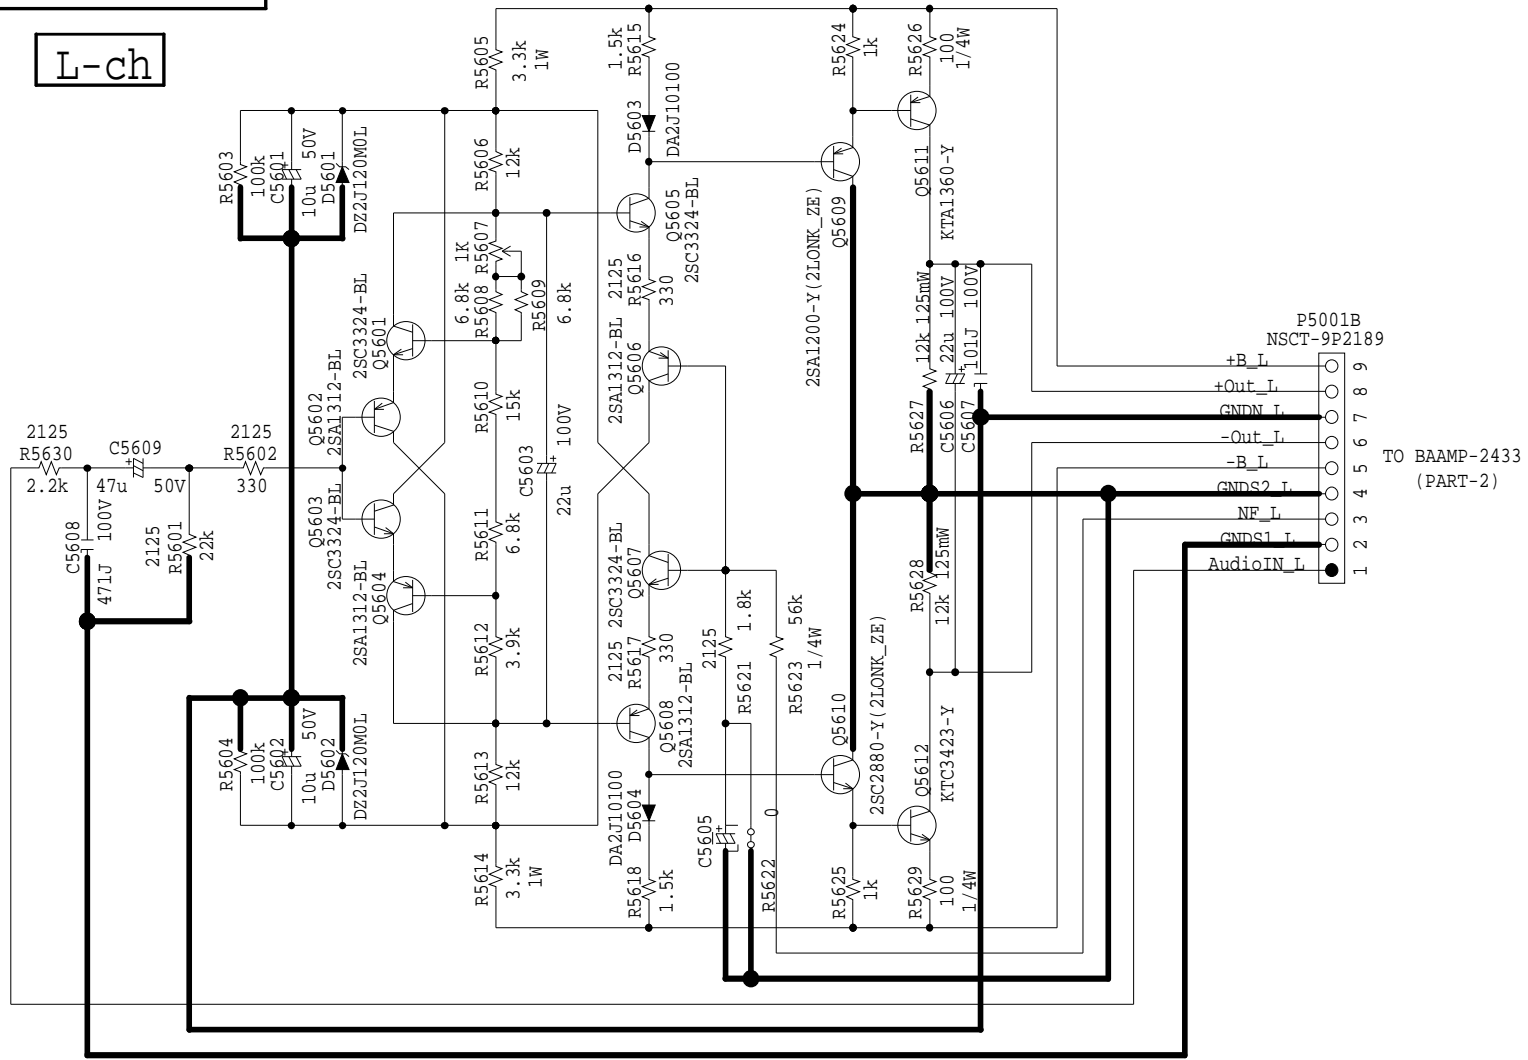 L-ch
R5605
3.3k
1W
1.5k
R5615
R5624
1k
R5626
100
1/4W
D5603
DA2J10100
R5603
100k
C5601
10u
50V
D5601
DZ2J120M0L
R5606
12k
Q5605
2SC3324-BL
2SA1200-Y(2LONK_ZE)
Q5609
Q5611
KTA1360-Y
1K
R5607
6.8k
R5608
R5609
6.8k
2125
R5616
330
2SC3324-BL
Q5601
2SA1312-BL
Q5606
12k 125mW
R5627
22u 100V
C5606
101J 100V
C5607
P5001B
NSCT-9P2189
+B_L
9
+Out_L
8
GNDN_L
7
-Out_L
6
-B_L
5
GNDS2_L
4
NF_L
3
GNDS1_L
2
AudioIN_L
1
TO BAAMP-2433
(PART-2)
Q5602
2SA1312-BL
R5610
15k
C5603
100V
22u
2125
R5630
2.2k
C5609
47u
50V
2125
R5602
330
C5608
100V
471J
2125
R5601
22k
Q5603
2SC3324-BL
2SA1312-BL
Q5604
R5611
6.8k
2SC3324-BL
Q5607
R5628
12k 125mW
R5612
3.9k
2125
R5617
330
Q5608
2SA1312-BL
2125
1.8k
R5621
56k
R5623
1/4W
Q5610
2SC2880-Y(2LONK_ZE)
Q5612
KTC3423-Y
R5604
100k
C5602
10u
50V
D5602
DZ2J120M0L
R5613
12k
DA2J10100
D5604
C5605
0
R5622
R5614
3.3k
1W
R5618
1.5k
R5625
1k
R5629
100
1/4W